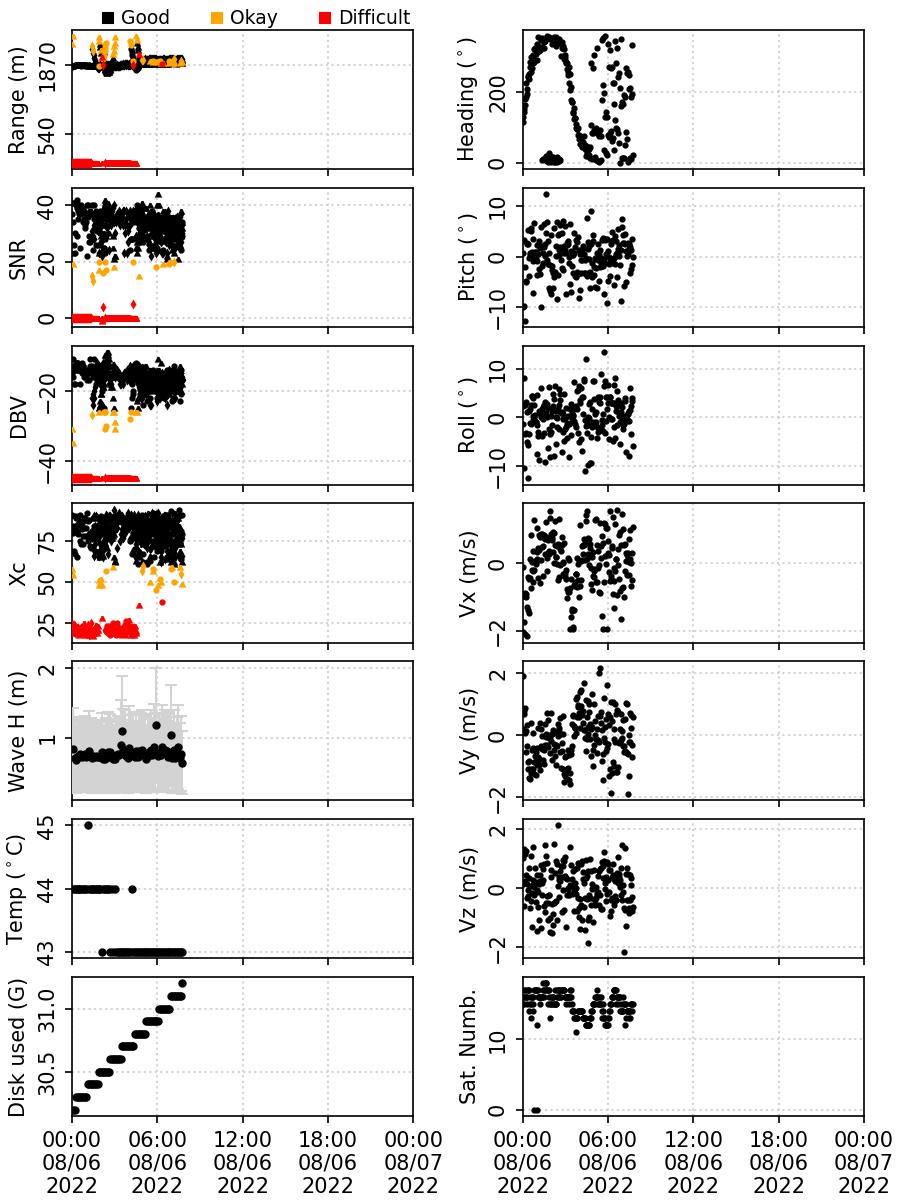 Good Okay Difficult
Range (m)
1870
540
Heading (°)
200
0
SNR
40
20
0
Pitch (°)
10
0
−10
DBV
−20
−40
Roll (°)
10
0
−10
Xc
75
50
25
Vx (m/s)
0
−2
Wave H (m)
2
1
Vy (m/s)
2
0
−2
Temp (°C)
45
44
43
Vz (m/s)
2
0
−2
Disk used (G)
31.0
30.5
Sat. Numb.
10
0
00:00 06:00 12:00 18:00 00:00
08/06 08/06 08/06 08/06 08/07
2022 2022 2022 2022 2022
00:00 06:00 12:00 18:00 00:00
08/06 08/06 08/06 08/06 08/07
2022 2022 2022 2022 2022